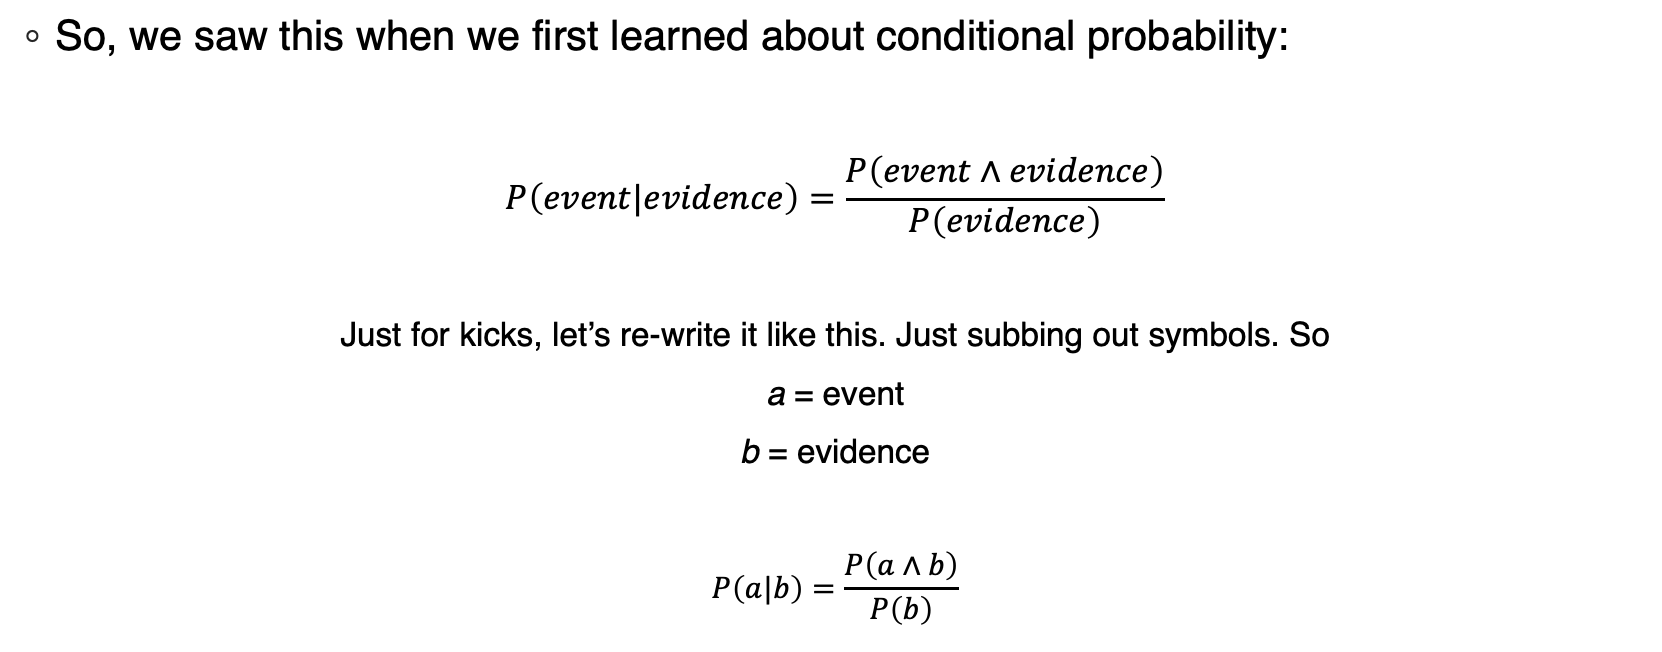 ◦ So, we saw this when we first learned about conditional probability:
P(event|evidence) = P(event ∧ evidence) / P(evidence)
Just for kicks, let’s re-write it like this. Just subbing out symbols. So
a = event
b = evidence
P(a|b) = P(a ∧ b) / P(b)